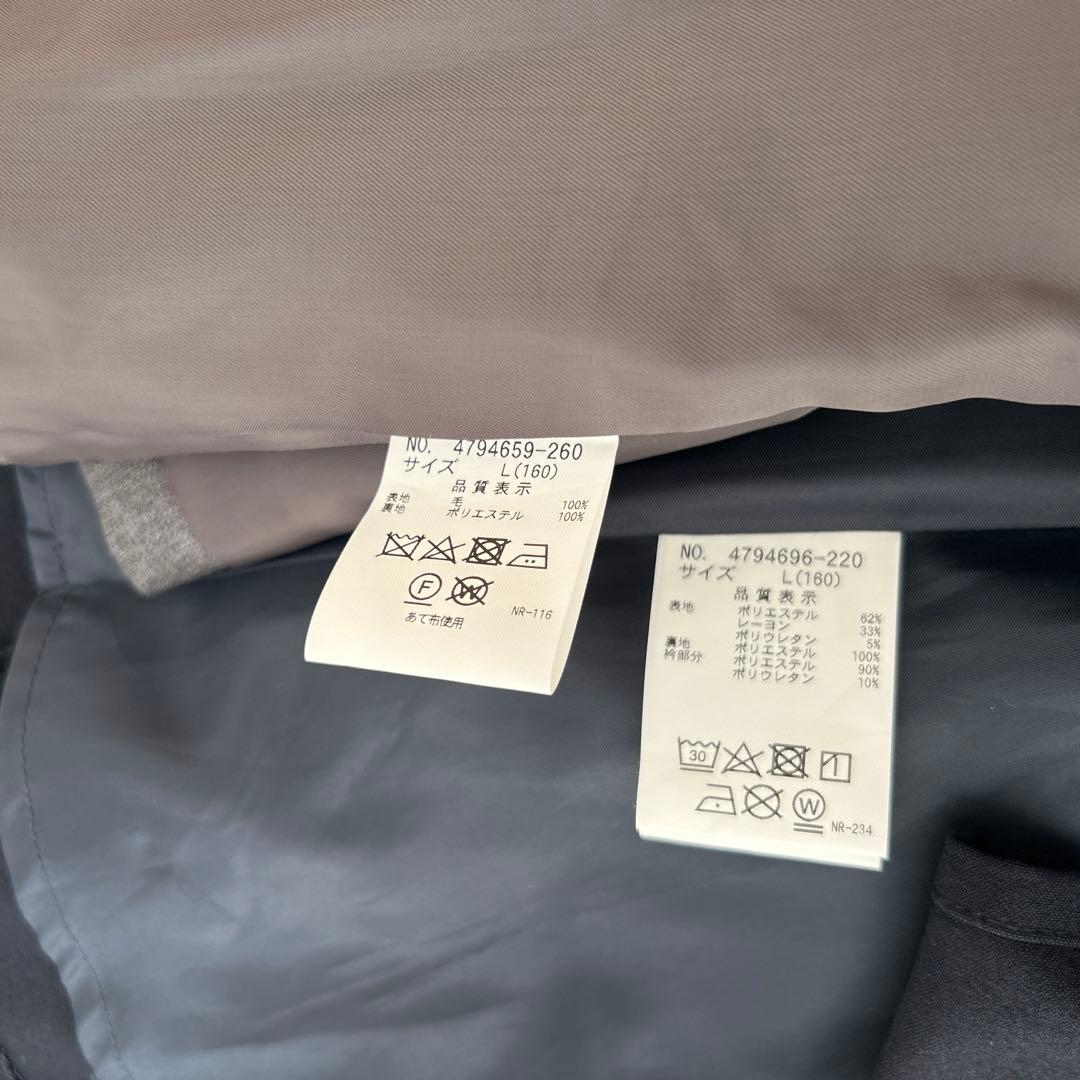 NO. 4794659-260
サイズ L(160)
品質表示
表地 毛 100%
裏地 ポリエステル 100%
F W
あて布使用
NR-116
NO. 4794696-220
サイズ L(160)
品質表示
表地 ポリエステル 62%
レーヨン 33%
ポリウレタン 5%
裏地 ポリエステル 100%
衿部分 ポリエステル 90%
ポリウレタン 10%
30
W
NR-234